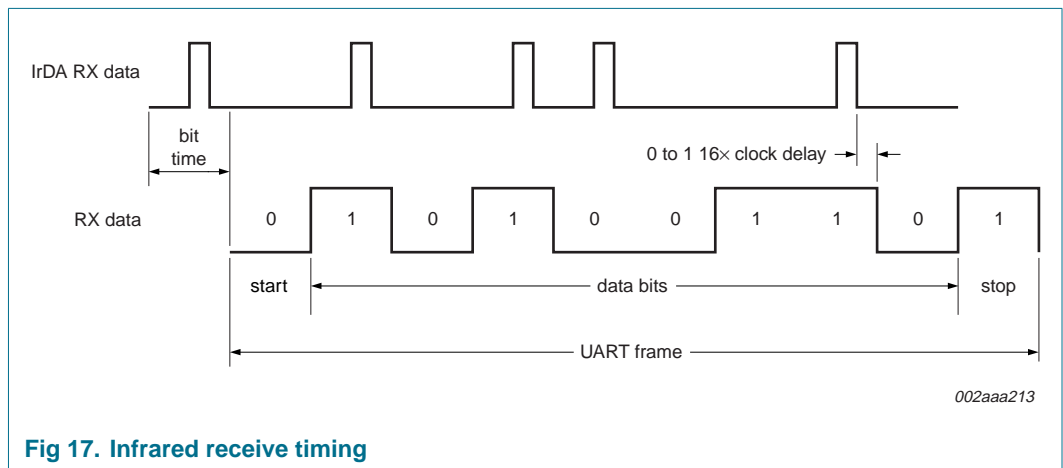 IrDA RX data
bit
time
0 to 1 16× clock delay
RX data
0 1 0 1 0 0 1 1 0 1
start
data bits
stop
UART frame
002aaa213
Fig 17. Infrared receive timing